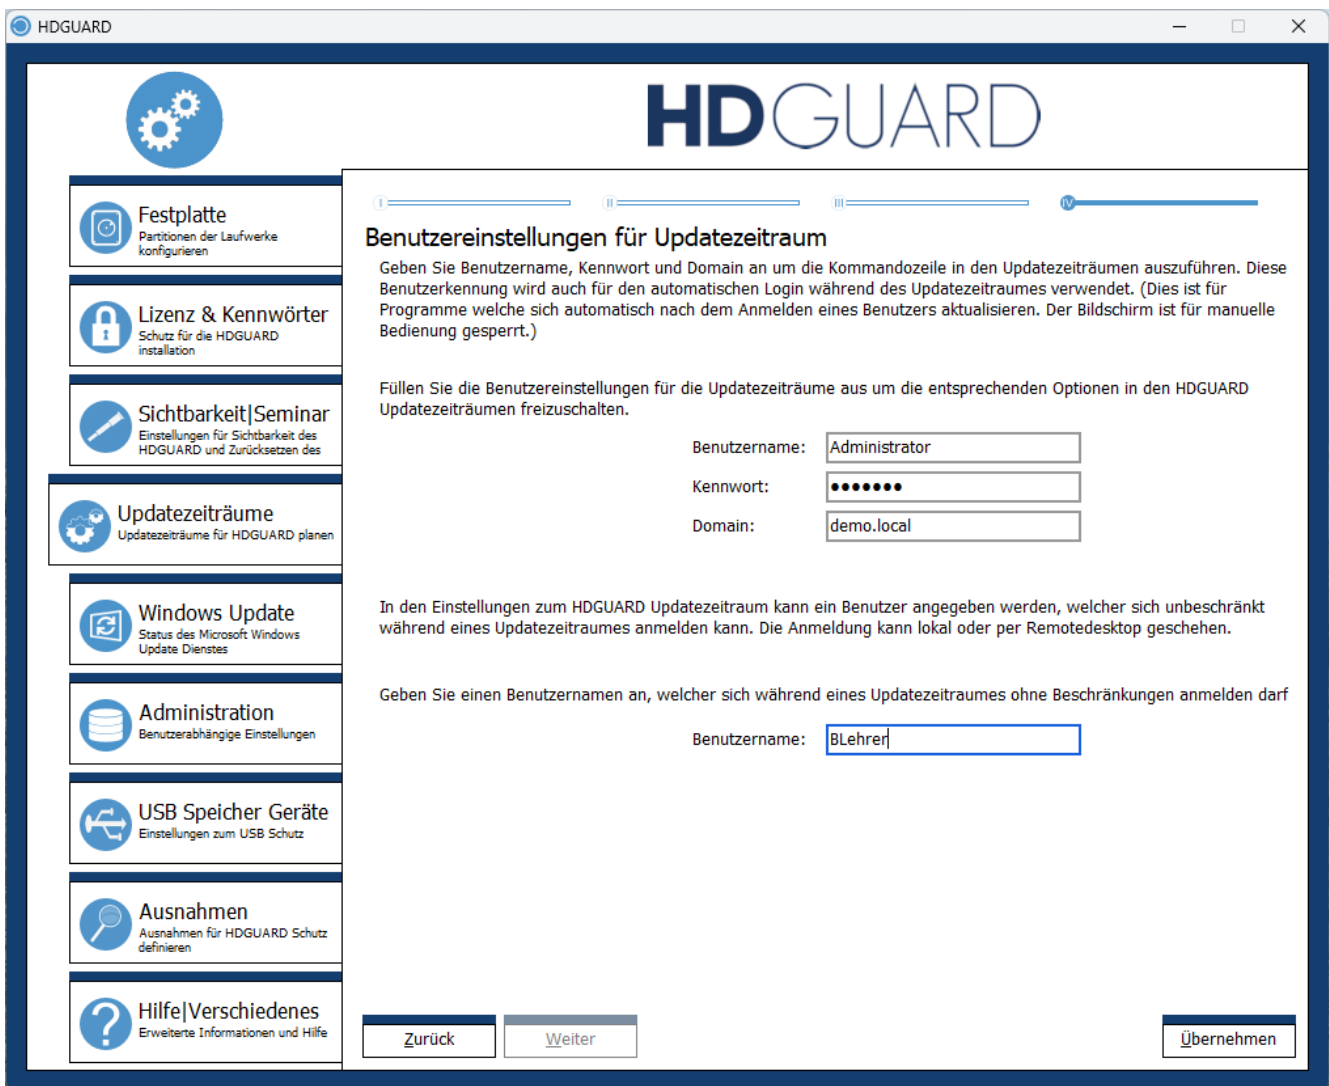 HDGUARD
HDGUARD
Festplatte
Partitionen der Laufwerke
konfigurieren
Lizenz & Kennwörter
Schutz für die HDGUARD
installation
Sichtbarkeit|Seminar
Einstellungen für Sichtbarkeit des
HDGUARD und Zurücksetzen des
Updatezeiträume
Updatezeiträume für HDGUARD planen
Windows Update
Status des Microsoft Windows
Update Dienstes
Administration
Benutzerabhängige Einstellungen
USB Speicher Geräte
Einstellungen zum USB Schutz
Ausnahmen
Ausnahmen für HDGUARD Schutz
definieren
Hilfe|Verschiedenes
Erweiterte Informationen und Hilfe
I II III IV
Benutzereinstellungen für Updatezeitraum
Geben Sie Benutzername, Kennwort und Domain an um die Kommandozeile in den Updatezeiträumen auszuführen. Diese
Benutzerkennung wird auch für den automatischen Login während des Updatezeitraumes verwendet. (Dies ist für
Programme welche sich automatisch nach dem Anmelden eines Benutzers aktualisieren. Der Bildschirm ist für manuelle
Bedienung gesperrt.)
Füllen Sie die Benutzereinstellungen für die Updatezeiträume aus um die entsprechenden Optionen in den HDGUARD
Updatezeiträumen freizuschalten.
Benutzername: Administrator
Kennwort: ●●●●●●●
Domain: demo.local
In den Einstellungen zum HDGUARD Updatezeitraum kann ein Benutzer angegeben werden, welcher sich unbeschränkt
während eines Updatezeitraumes anmelden kann. Die Anmeldung kann lokal oder per Remotedesktop geschehen.
Geben Sie einen Benutzernamen an, welcher sich während eines Updatezeitraumes ohne Beschränkungen anmelden darf
Benutzername: BLehrer
Zurück Weiter Übernehmen